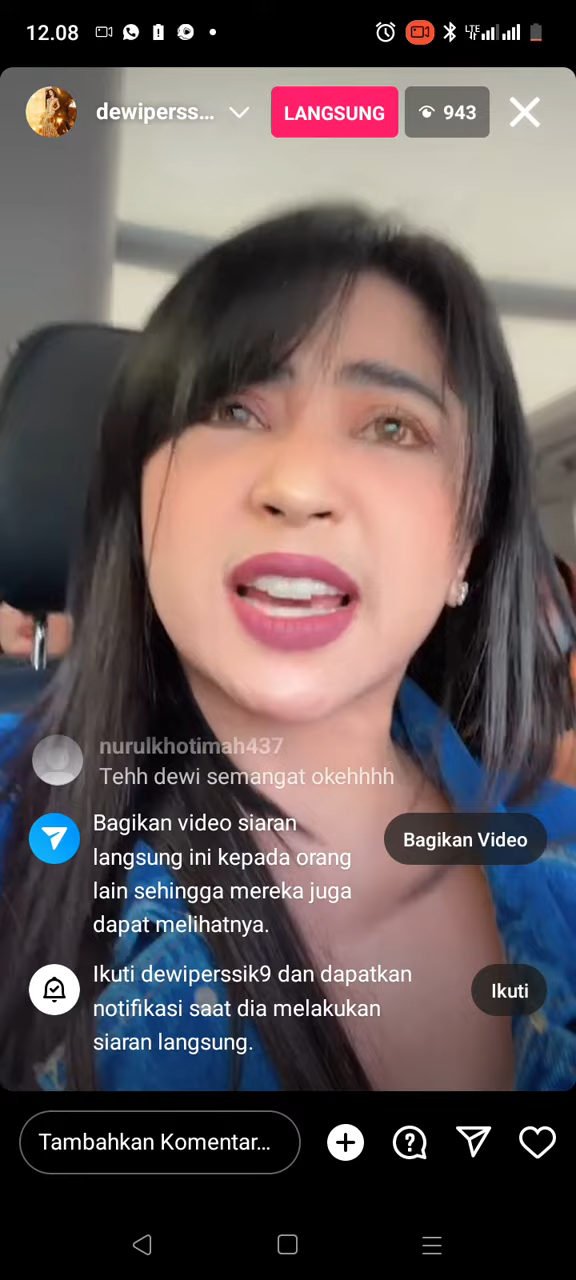 12.08
LTE
dewiperss...
LANGSUNG
943
nurulkhotimah437
Tehh dewi semangat okehhhh
Bagikan video siaran
langsung ini kepada orang
lain sehingga mereka juga
dapat melihatnya.
Bagikan Video
Ikuti dewiperssik9 dan dapatkan
notifikasi saat dia melakukan
siaran langsung.
Ikuti
Tambahkan Komentar...